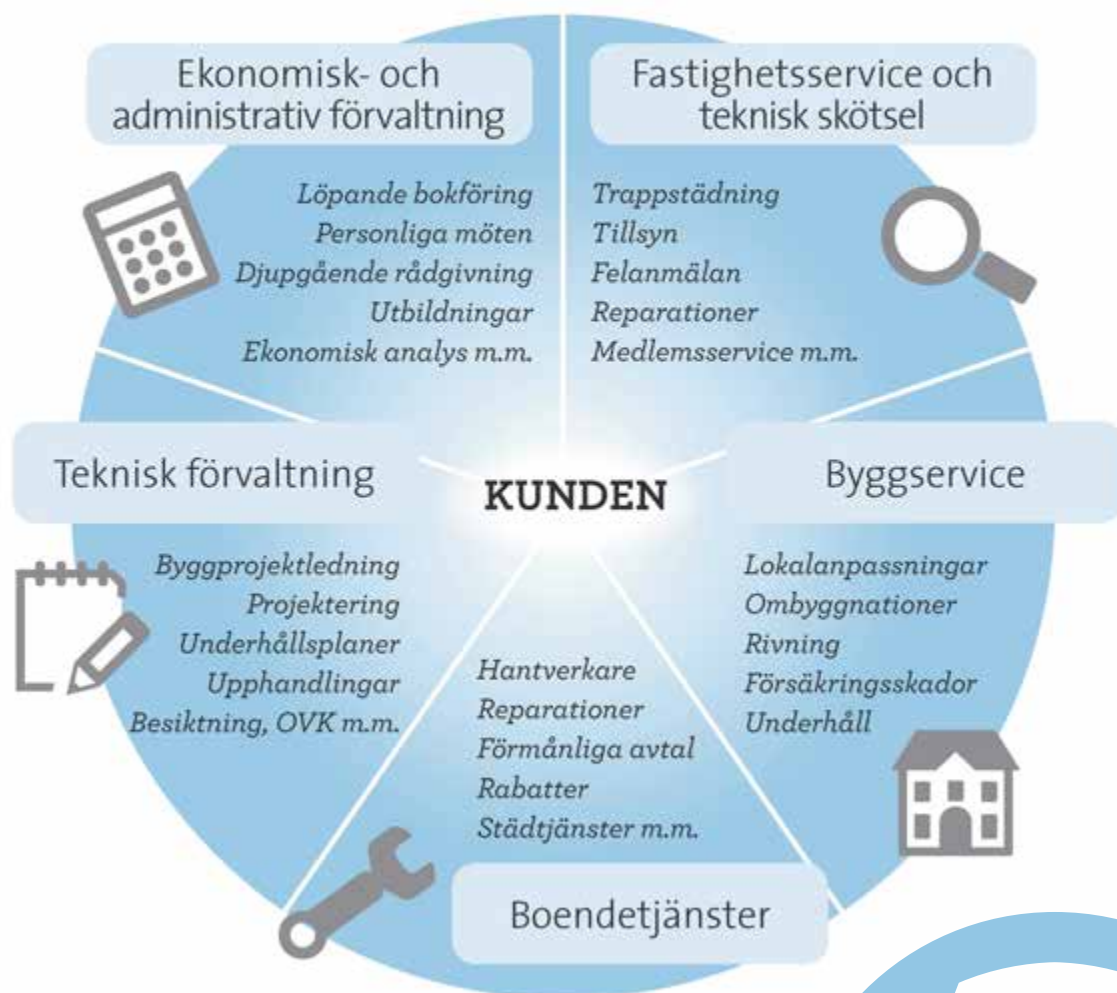 Ekonomisk- och
administrativ förvaltning
Löpande bokföring
Personliga möten
Djupgående rådgivning
Utbildningar
Ekonomisk analys m.m.
Fastighetsservice och
teknisk skötsel
Trappstädning
Tillsyn
Felanmälan
Reparationer
Medlemsservice m.m.
Teknisk förvaltning
Byggprojektledning
Projektering
Underhållsplaner
Upphandlingar
Besiktning, OVK m.m.
KUNDEN
Byggservice
Lokalanpassningar
Ombyggnationer
Rivning
Försäkringsskador
Underhåll
Hantverkare
Reparationer
Förmånliga avtal
Rabatter
Städtjänster m.m.
Boendetjänster